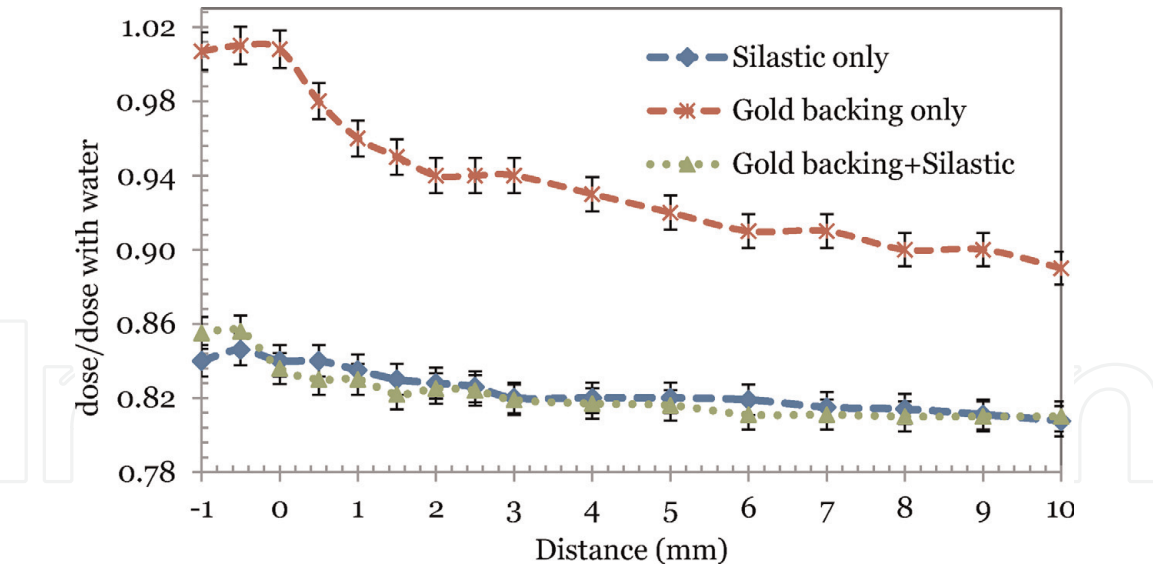 dose/dose with water
1.02
0.98
0.94
0.90
0.86
0.82
0.78
Silastic only
Gold backing only
Gold backing+Silastic
-1 0 1 2 3 4 5 6 7 8 9 10
Distance (mm)